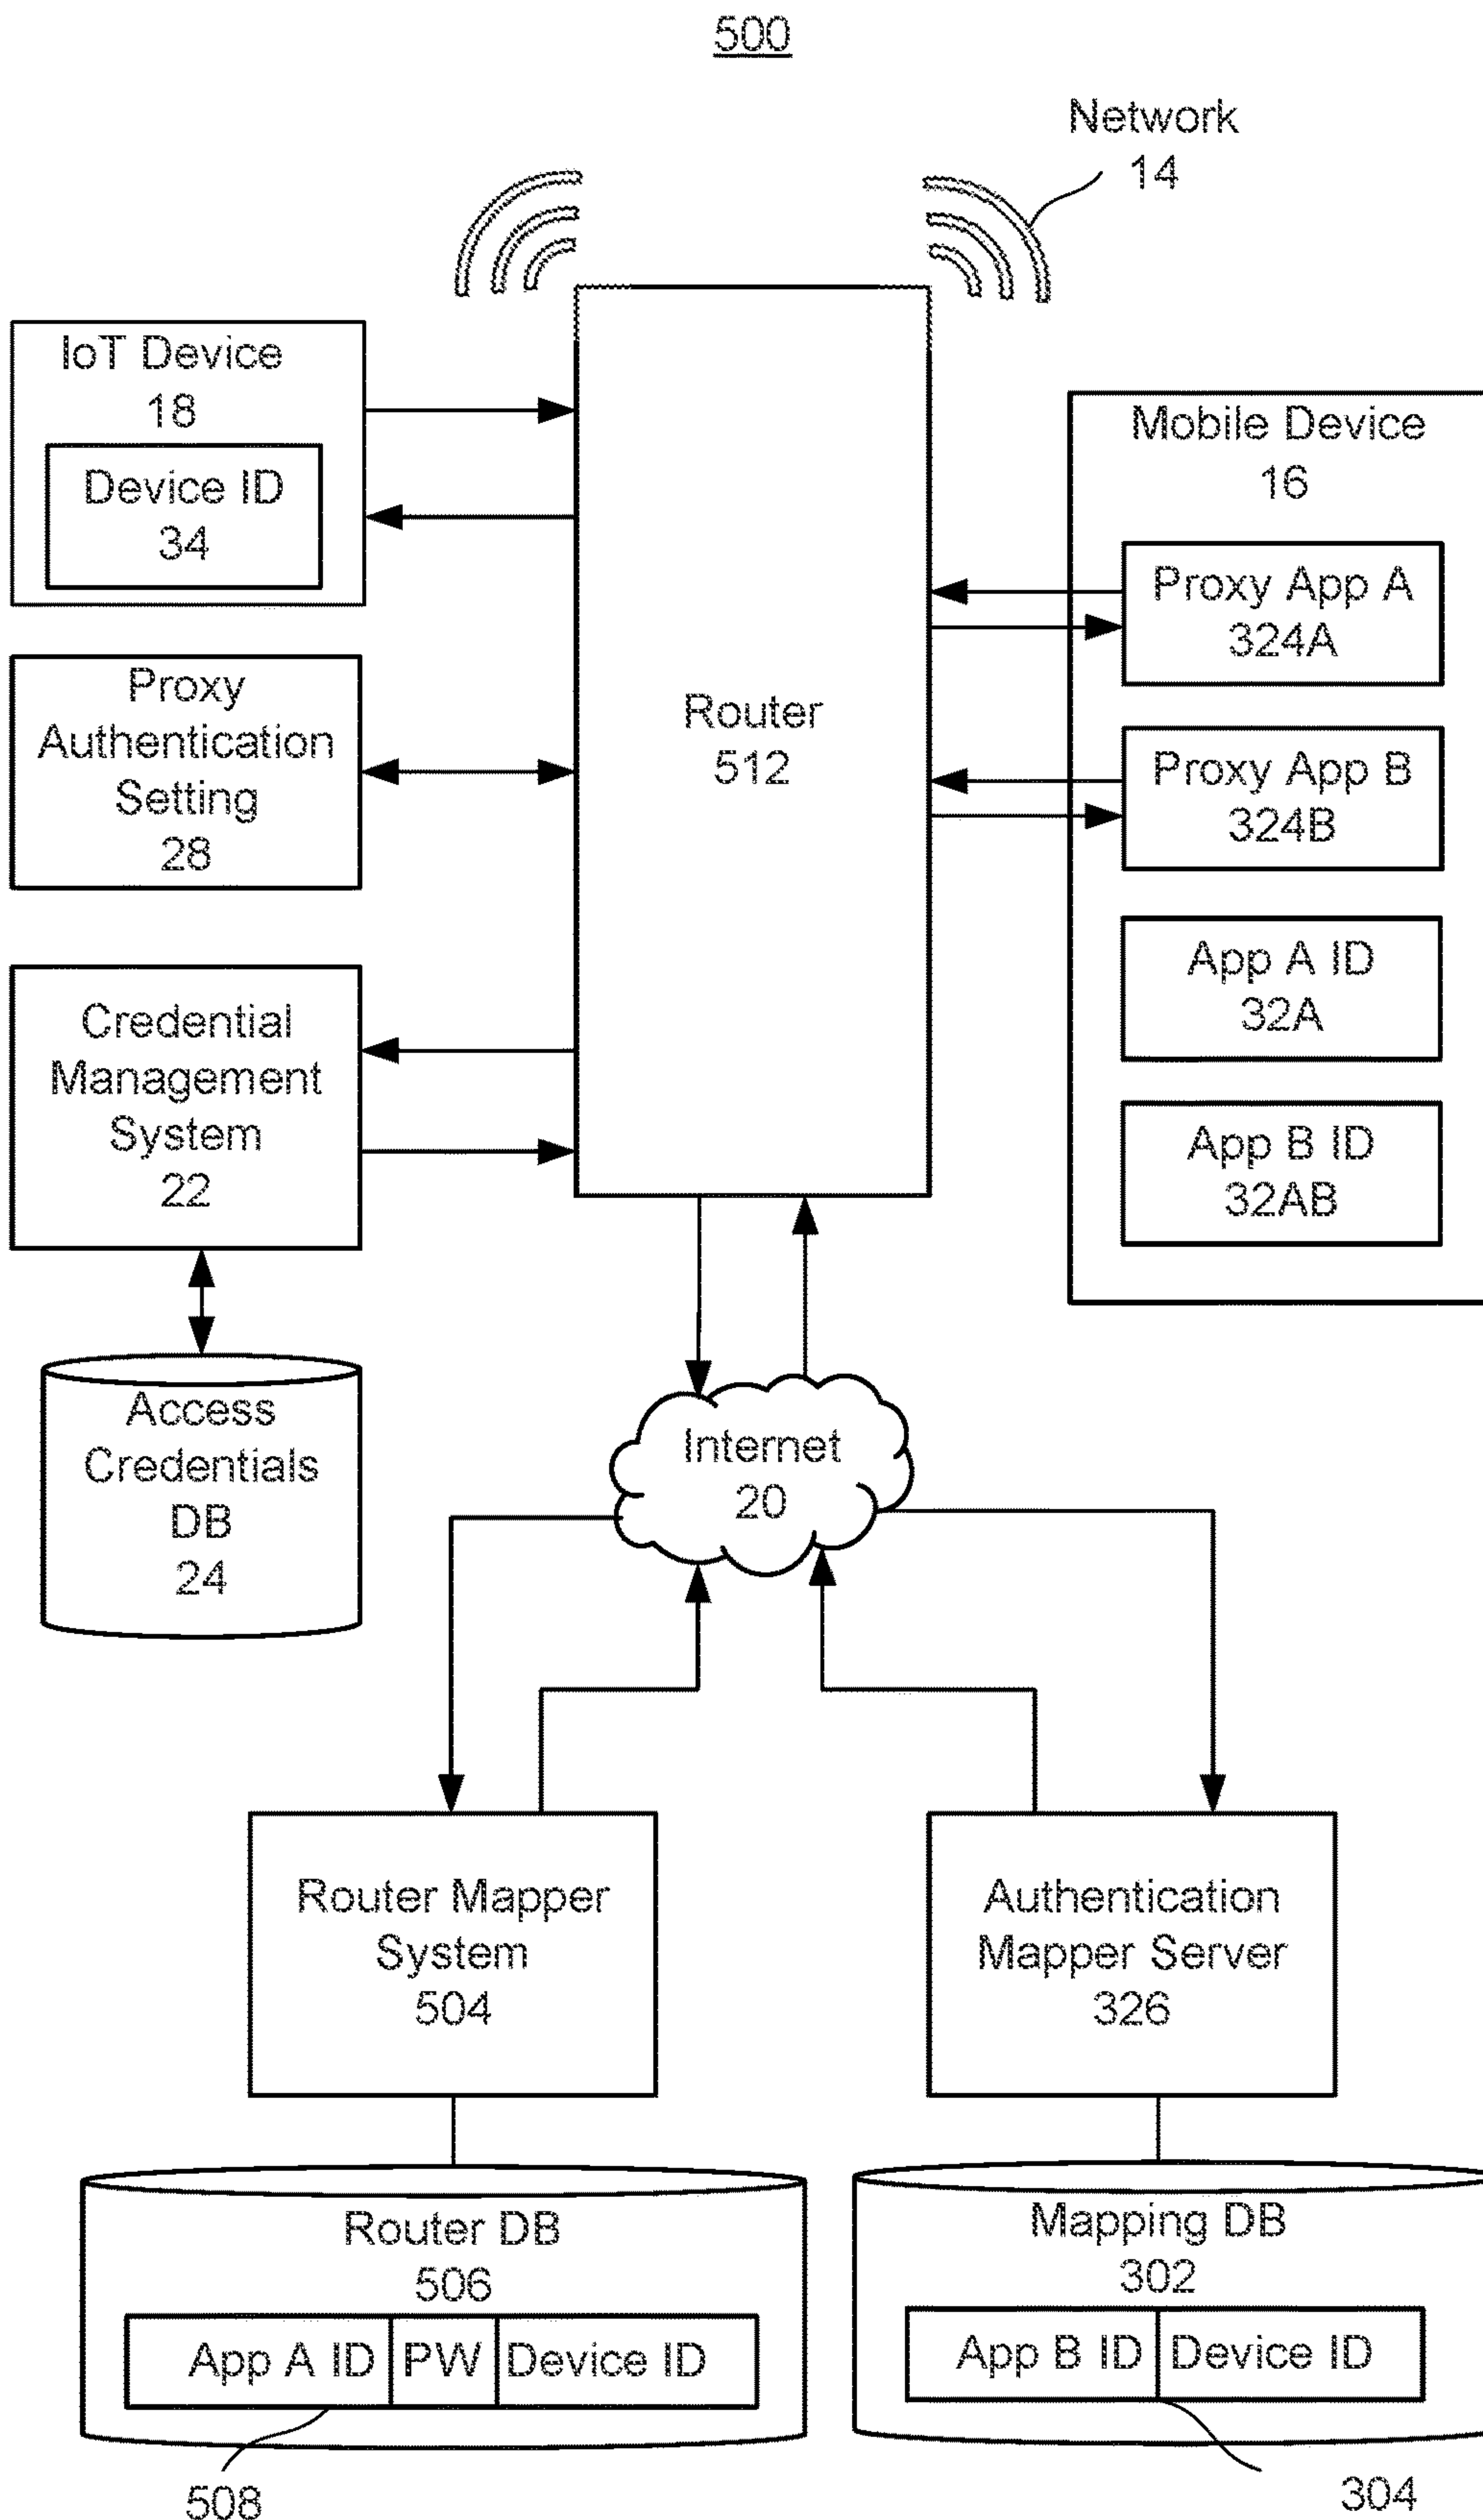 500
Network
14
IoT Device
18
Device ID
34
Mobile Device
16
Proxy App A
324A
Proxy
Authentication
Setting
28
Router
512
Proxy App B
324B
App A ID
32A
Credential
Management
System
22
App B ID
32AB
Access
Credentials
DB
24
Internet
20
Router Mapper
System
504
Authentication
Mapper Server
326
Router DB
506
App A ID PW Device ID
508
Mapping DB
302
App B ID Device ID
304